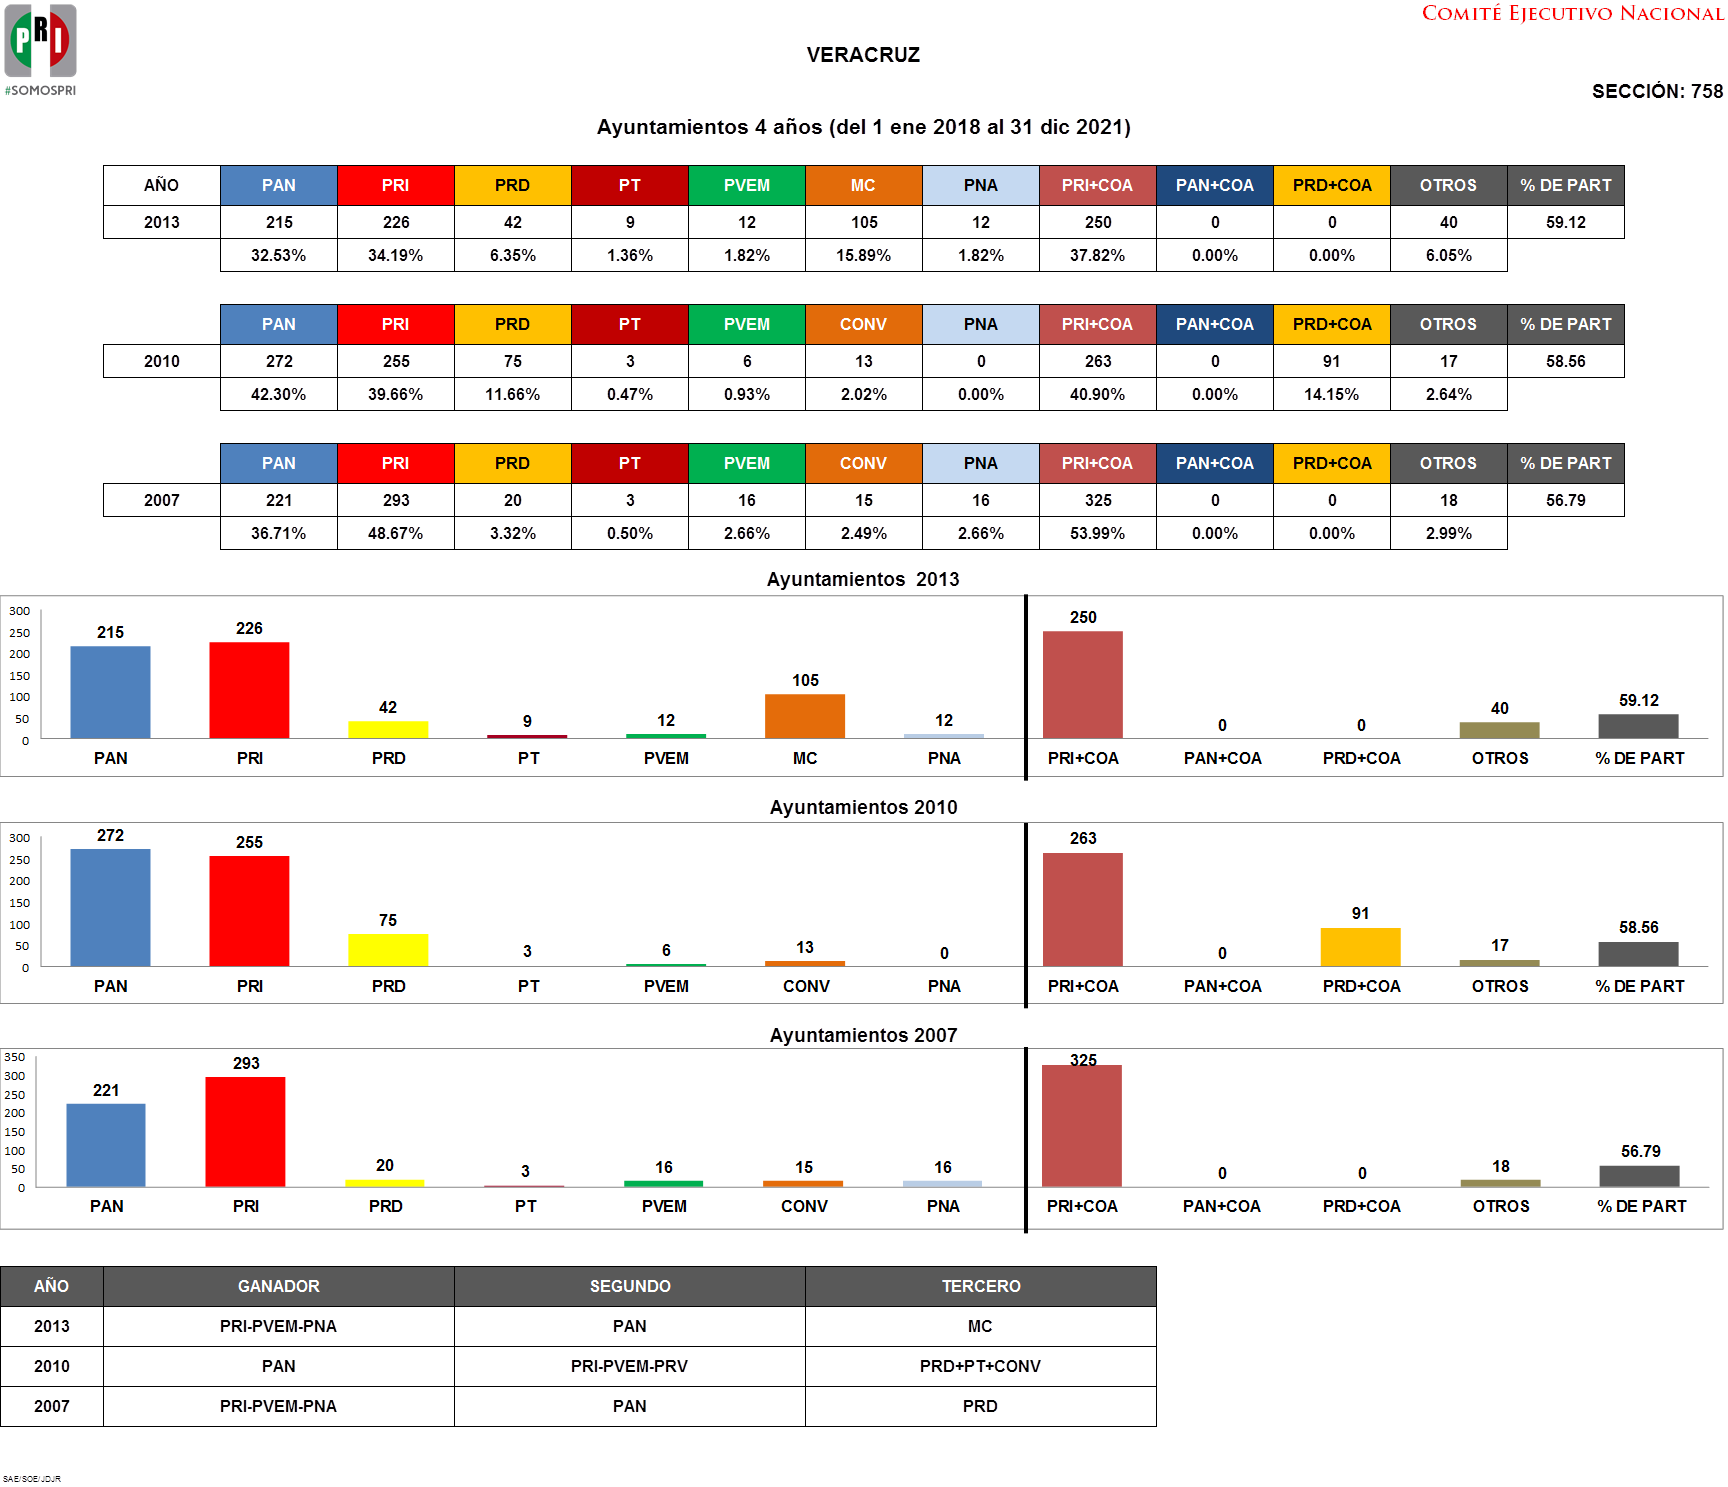 PRI
#SOMOSPRI
COMITÉ EJECUTIVO NACIONAL
VERACRUZ
SECCIÓN: 758
Ayuntamientos 4 años (del 1 ene 2018 al 31 dic 2021)
AÑO PAN PRI PRD PT PVEM MC PNA PRI+COA PAN+COA PRD+COA OTROS % DE PART
2013 215 226 42 9 12 105 12 250 0 0 40 59.12
32.53% 34.19% 6.35% 1.36% 1.82% 15.89% 1.82% 37.82% 0.00% 0.00% 6.05%
PAN PRI PRD PT PVEM CONV PNA PRI+COA PAN+COA PRD+COA OTROS % DE PART
2010 272 255 75 3 6 13 0 263 0 91 17 58.56
42.30% 39.66% 11.66% 0.47% 0.93% 2.02% 0.00% 40.90% 0.00% 14.15% 2.64%
PAN PRI PRD PT PVEM CONV PNA PRI+COA PAN+COA PRD+COA OTROS % DE PART
2007 221 293 20 3 16 15 16 325 0 0 18 56.79
36.71% 48.67% 3.32% 0.50% 2.66% 2.49% 2.66% 53.99% 0.00% 0.00% 2.99%
Ayuntamientos 2013
300
250
200
150
100
50
0
215 226 42 9 12 105 12 250 0 0 40 59.12
PAN PRI PRD PT PVEM MC PNA PRI+COA PAN+COA PRD+COA OTROS % DE PART
Ayuntamientos 2010
300
250
200
150
100
50
0
272 255 75 3 6 13 0 263 0 91 17 58.56
PAN PRI PRD PT PVEM CONV PNA PRI+COA PAN+COA PRD+COA OTROS % DE PART
Ayuntamientos 2007
350
300
250
200
150
100
50
0
221 293 20 3 16 15 16 325 0 0 18 56.79
PAN PRI PRD PT PVEM CONV PNA PRI+COA PAN+COA PRD+COA OTROS % DE PART
AÑO GANADOR SEGUNDO TERCERO
2013 PRI-PVEM-PNA PAN MC
2010 PAN PRI-PVEM-PRV PRD+PT+CONV
2007 PRI-PVEM-PNA PAN PRD
SAE/SOE/JDJR